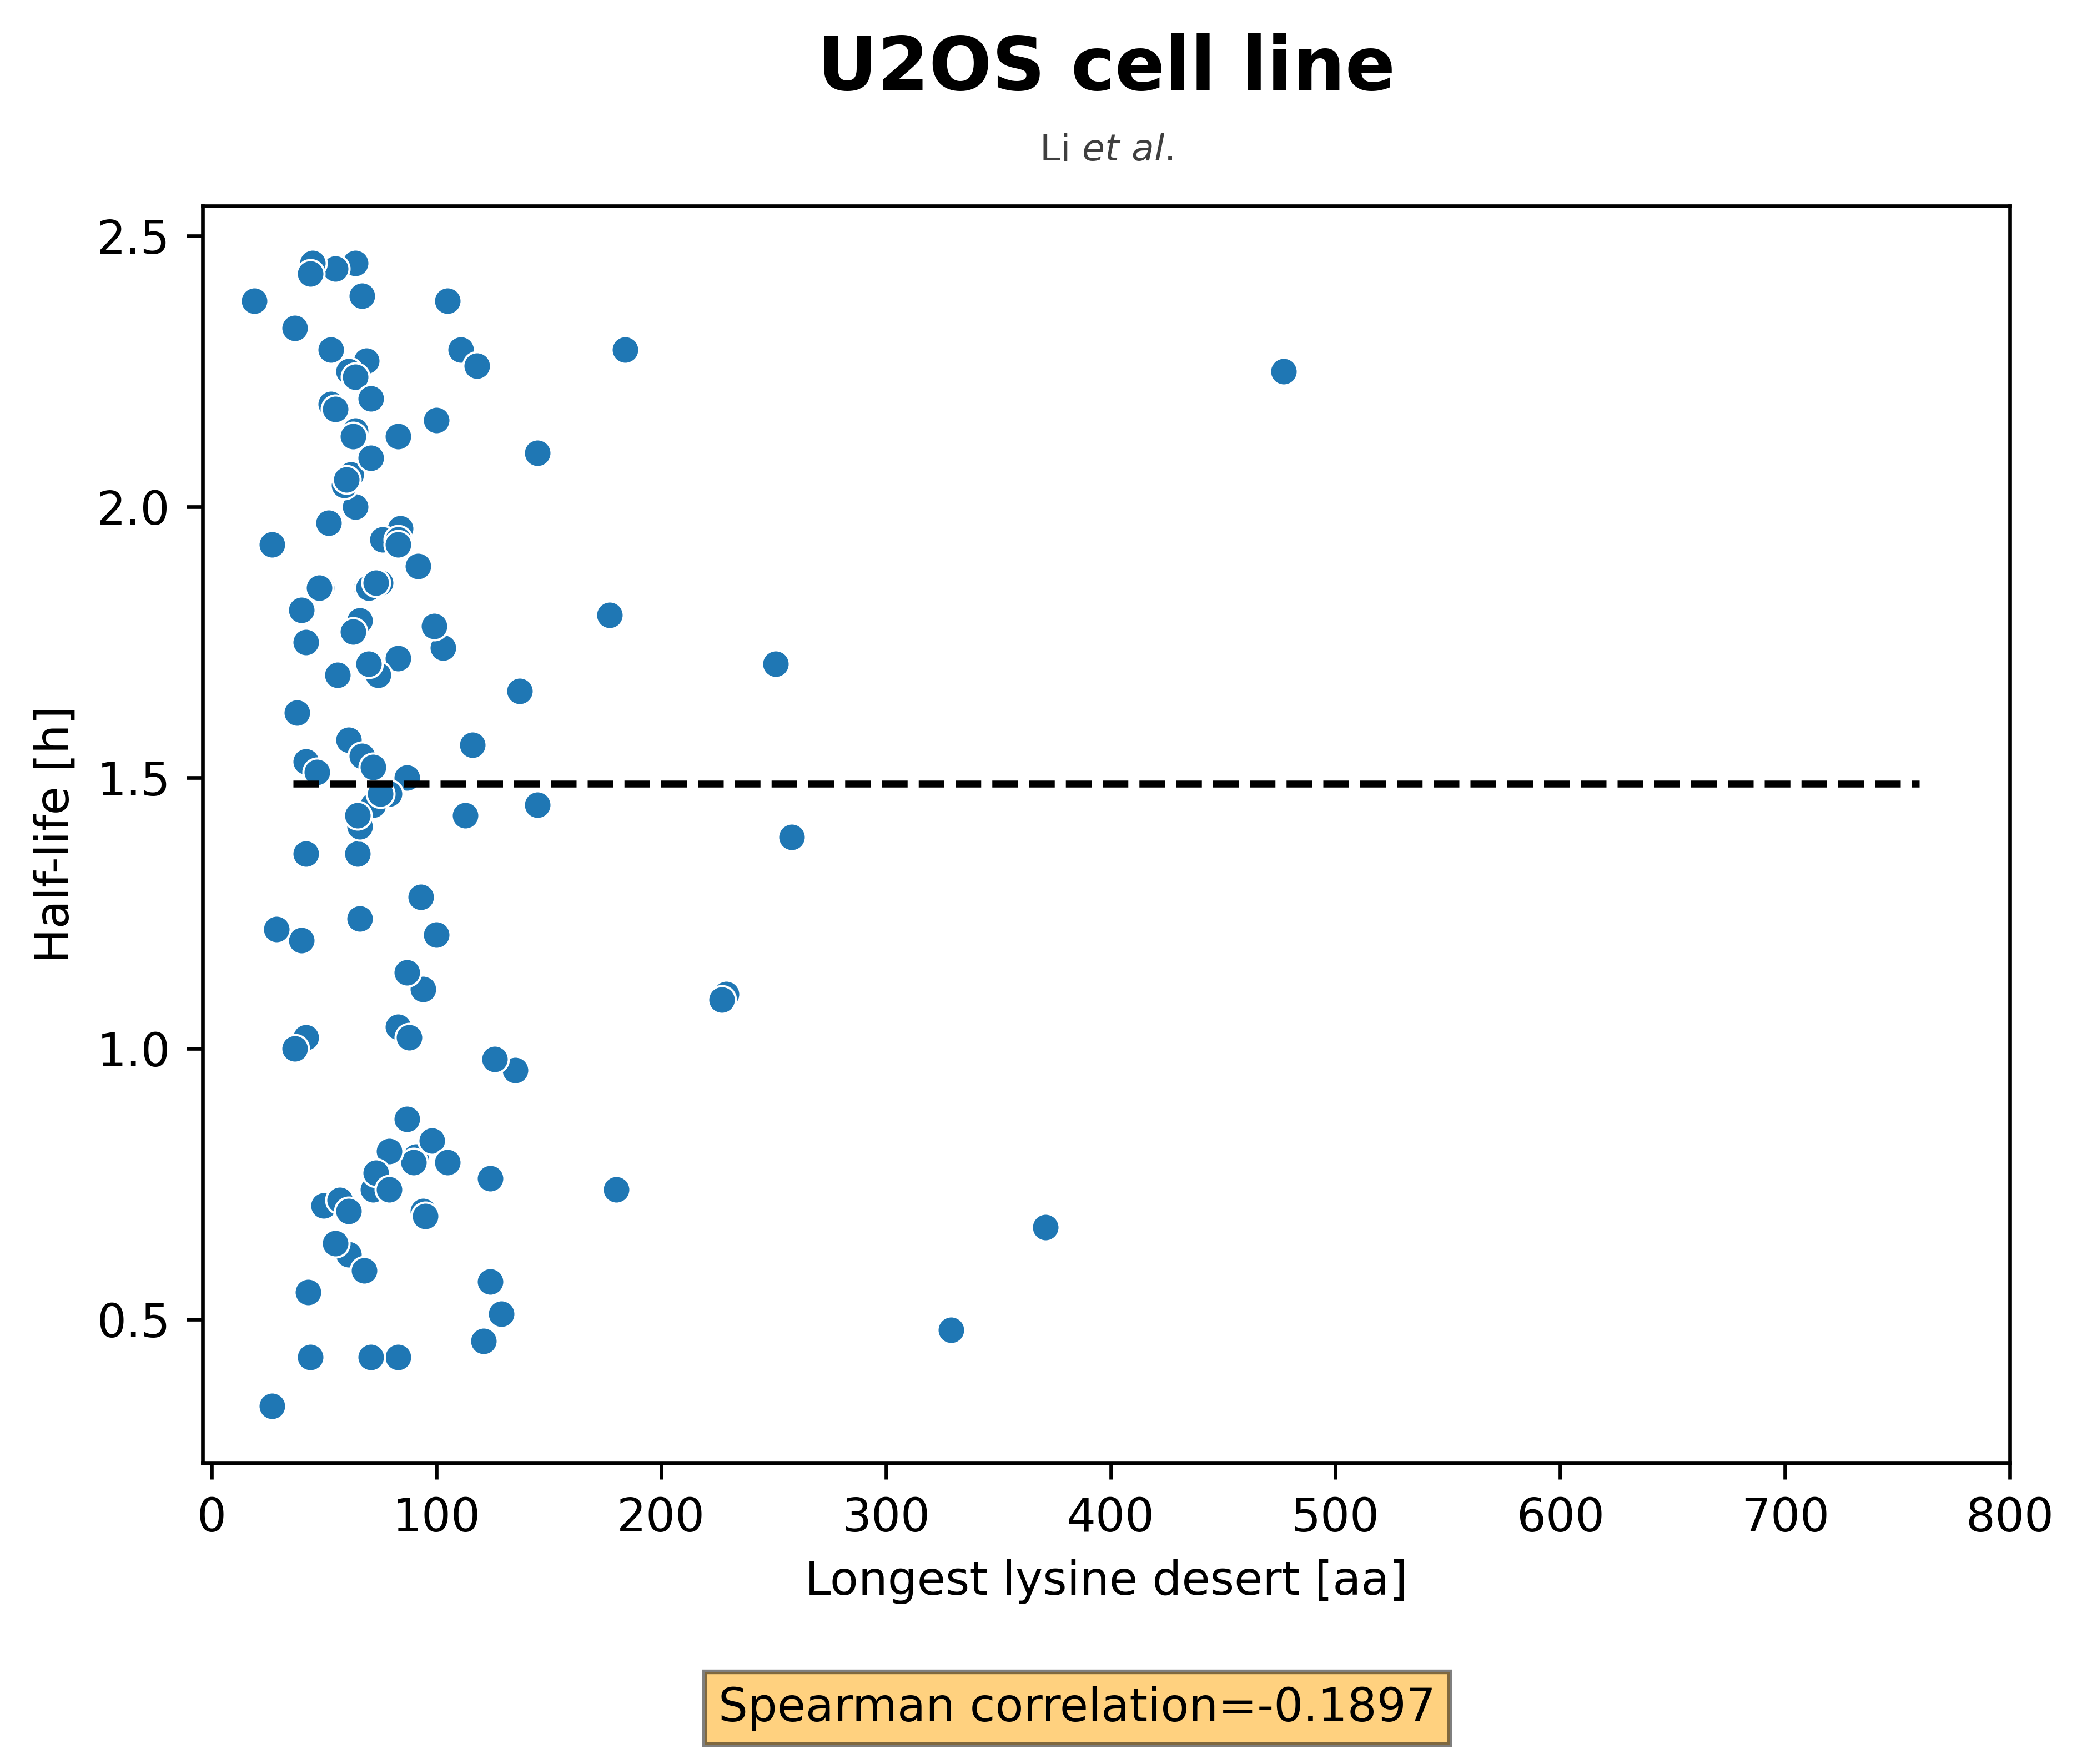 U2OS cell line
Li et al.
2.5
2.0
1.5
1.0
0.5
Half-life [h]
0 100 200 300 400 500 600 700 800
Longest lysine desert [aa]
Spearman correlation=-0.1897